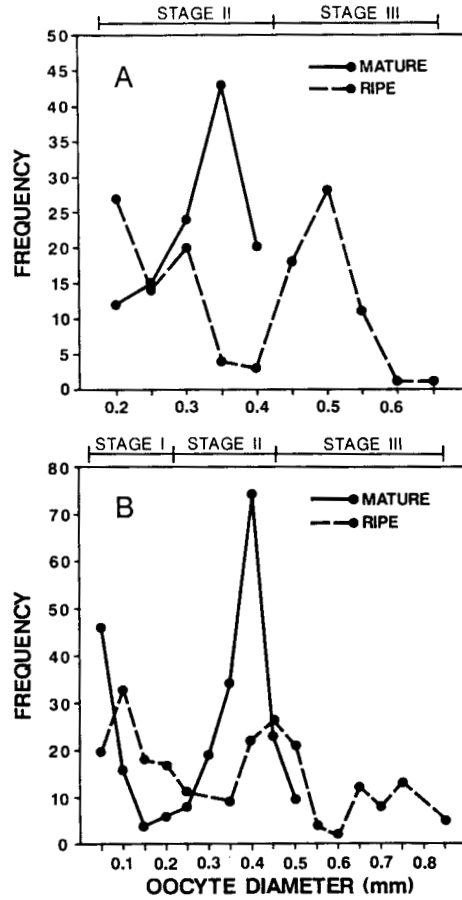 STAGE II STAGE III
50
45
40
35
30
25
20
15
10
5
0
FREQUENCY
A
MATURE
RIPE
0.2 0.3 0.4 0.5 0.6
STAGE I STAGE II STAGE III
80
70
60
50
40
30
20
10
0
FREQUENCY
B
MATURE
RIPE
0.1 0.2 0.3 0.4 0.5 0.6 0.7 0.8
OOCYTE DIAMETER (mm)